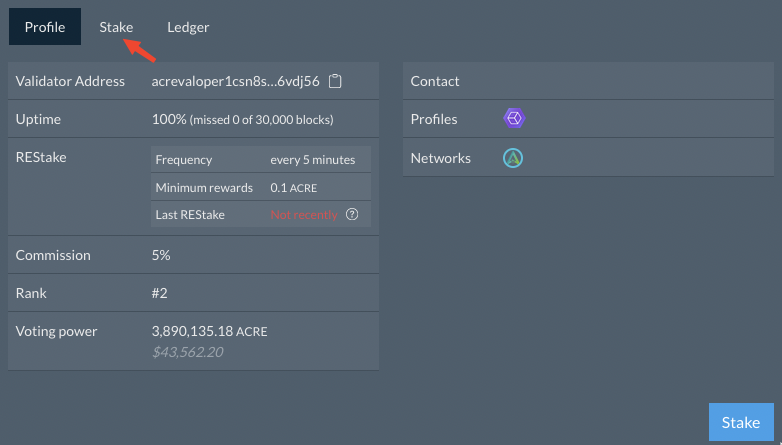 Profile Stake Ledger
Validator Address acrevaloper1csn8s...6vdj56
Uptime 100% (missed 0 of 30,000 blocks)
REStake
Frequency every 5 minutes
Minimum rewards 0.1 ACRE
Last REStake Not recently ?
Commission 5%
Rank #2
Voting power 3,890,135.18 ACRE
$43,562.20
Contact
Profiles
Networks
Stake